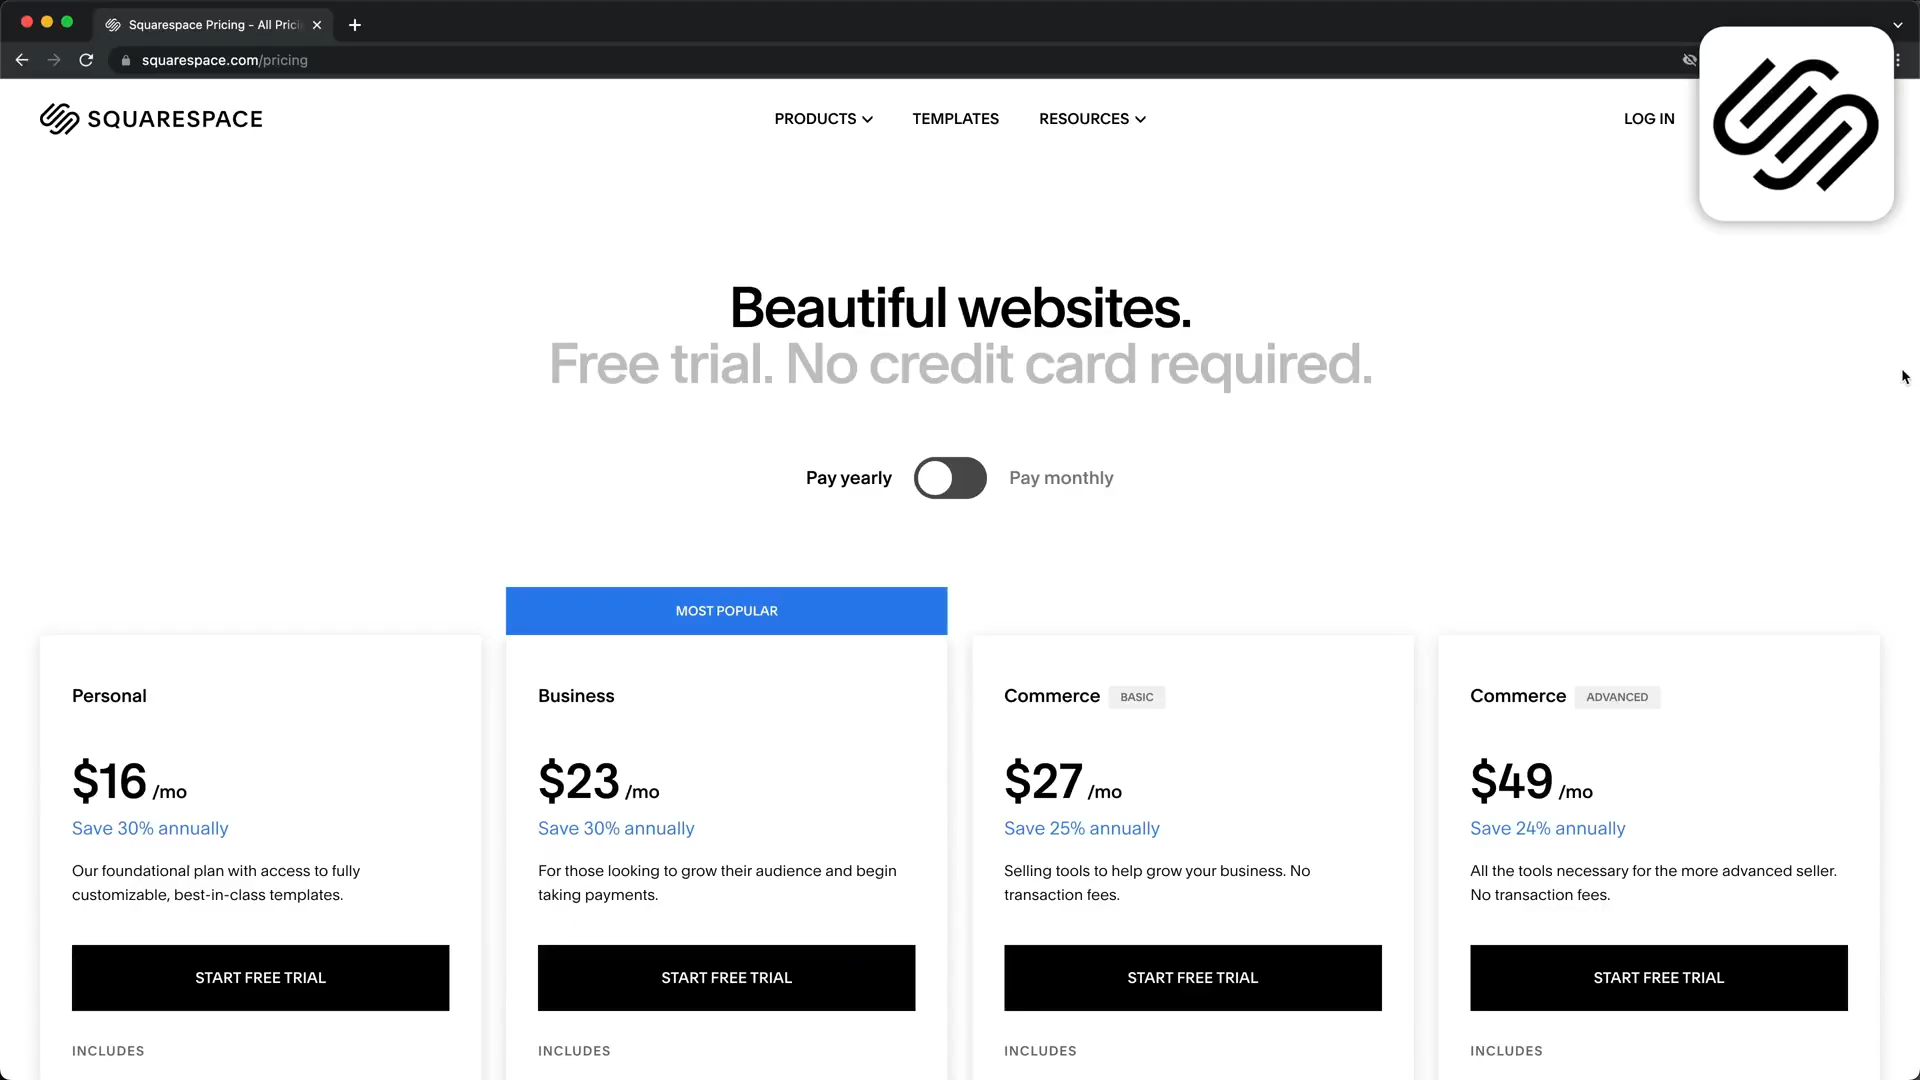 Squarespace Pricing - All Prici
squarespace.com/pricing
SQUARESPACE
PRODUCTS
TEMPLATES
RESOURCES
LOG IN
Beautiful websites.
Free trial. No credit card required.
Pay yearly
Pay monthly
MOST POPULAR
Personal
$16 /mo
Save 30% annually
Our foundational plan with access to fully
customizable, best-in-class templates.
START FREE TRIAL
INCLUDES
Business
$23 /mo
Save 30% annually
For those looking to grow their audience and begin
taking payments.
START FREE TRIAL
INCLUDES
Commerce BASIC
$27 /mo
Save 25% annually
Selling tools to help grow your business. No
transaction fees.
START FREE TRIAL
INCLUDES
Commerce ADVANCED
$49 /mo
Save 24% annually
All the tools necessary for the more advanced seller.
No transaction fees.
START FREE TRIAL
INCLUDES